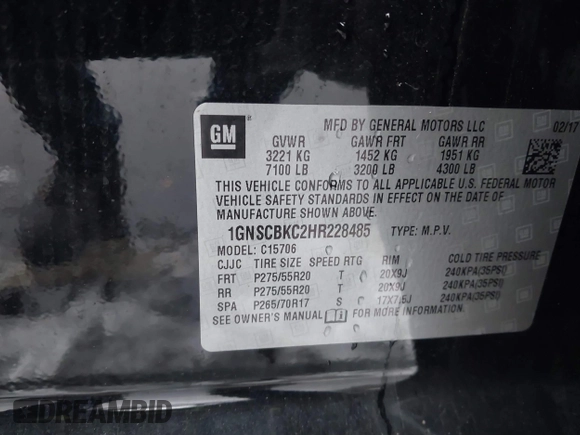 GM
MFD BY GENERAL MOTORS LLC 02/17
GVWR GAWR FRT GAWR RR
3221 KG 1452 KG 1951 KG
7100 LB 3200 LB 4300 LB
THIS VEHICLE CONFORMS TO ALL APPLICABLE U.S. FEDERAL MOTOR
VEHICLE SAFETY STANDARDS IN EFFECT ON THE DATE OF
MANUFACTURE SHOWN ABOVE.
1GNSCBKC2HR228485 TYPE: M.P.V.
MODEL: C15706
CJJC TIRE SIZE SPEED RTG RIM COLD TIRE PRESSURE
FRT P275/55R20 T 20X9J 240KPA(35PSI)
RR P275/55R20 T 20X9J 240KPA(35PSI)
SPA P265/70R17 S 17X7.5J 240KPA(35PSI)
SEE OWNER'S MANUAL FOR MORE INFORMATION.
DREAMBID